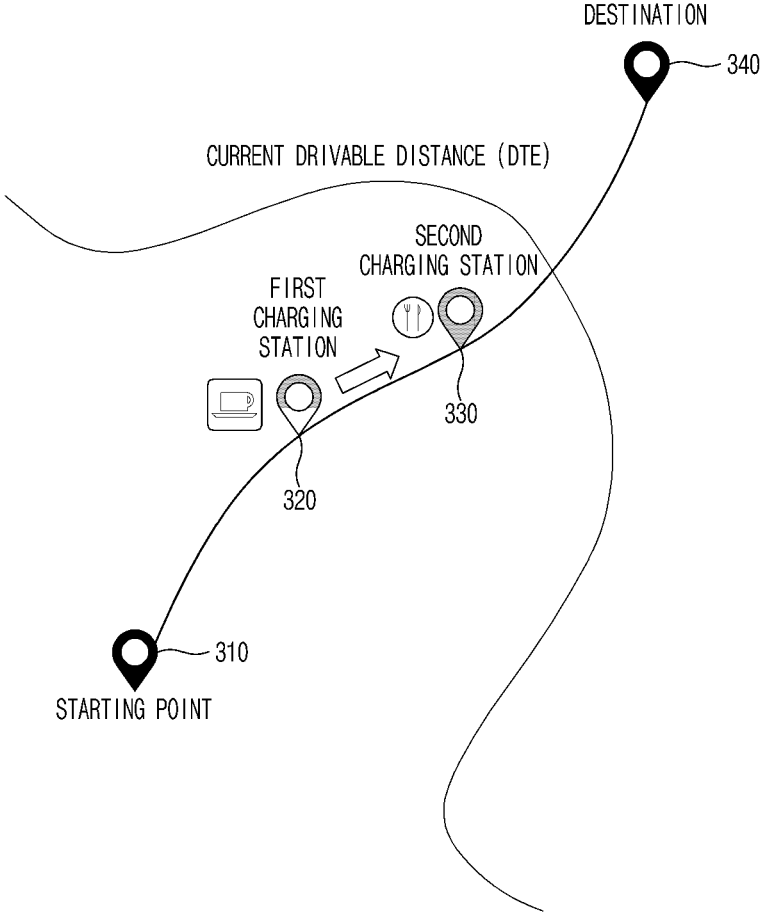 DESTINATION
340
CURRENT DRIVABLE DISTANCE (DTE)
SECOND
CHARGING STATION
FIRST
CHARGING
STATION
330
320
310
STARTING POINT